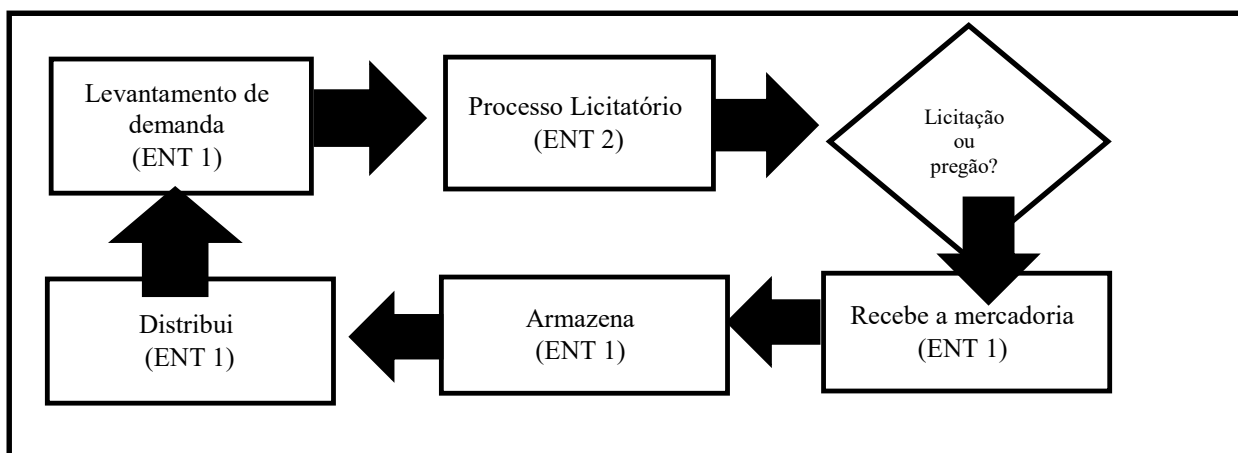 Levantamento de
demanda
(ENT 1)
Processo Licitatório
(ENT 2)
Licitação
ou
pregão?
Distribui
(ENT 1)
Armazena
(ENT 1)
Recebe a mercadoria
(ENT 1)